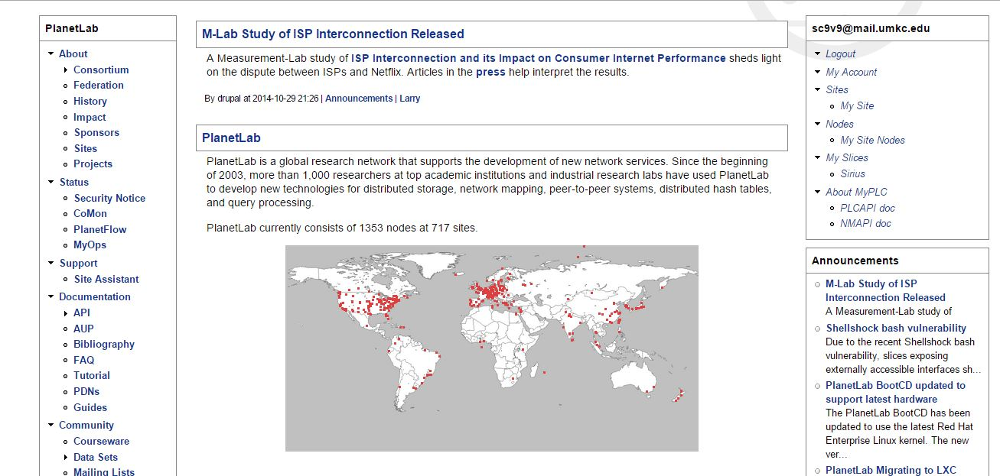 PlanetLab
About
Consortium
Federation
History
Impact
Sponsors
Sites
Projects
Status
Security Notice
CoMon
PlanetFlow
MyOps
Support
Site Assistant
Documentation
API
AUP
Bibliography
FAQ
Tutorial
PDNs
Guides
Community
Courseware
Data Sets
Mailing Lists
M-Lab Study of ISP Interconnection Released
A Measurement-Lab study of ISP Interconnection and its Impact on Consumer Internet Performance sheds light
on the dispute between ISPs and Netflix. Articles in the press help interpret the results.
By drupal at 2014-10-29 21:26 | Announcements | Larry
PlanetLab
PlanetLab is a global research network that supports the development of new network services. Since the beginning
of 2003, more than 1,000 researchers at top academic institutions and industrial research labs have used PlanetLab
to develop new technologies for distributed storage, network mapping, peer-to-peer systems, distributed hash tables,
and query processing.
PlanetLab currently consists of 1353 nodes at 717 sites.
sc9v9@mail.umkc.edu
Logout
My Account
Sites
My Site
Nodes
My Site Nodes
My Slices
Sirius
About MyPLC
PLCAPI doc
NMAPI doc
Announcements
M-Lab Study of ISP
Interconnection Released
A Measurement-Lab study of
Shellshock bash vulnerability
Due to the recent Shellshock bash
vulnerability, slices exposing
externally accessible interfaces sh...
PlanetLab BootCD updated to
support latest hardware
The PlanetLab BootCD has been
updated to use the latest Red Hat
Enterprise Linux kernel. The new
ver...
PlanetLab Migrating to LXC